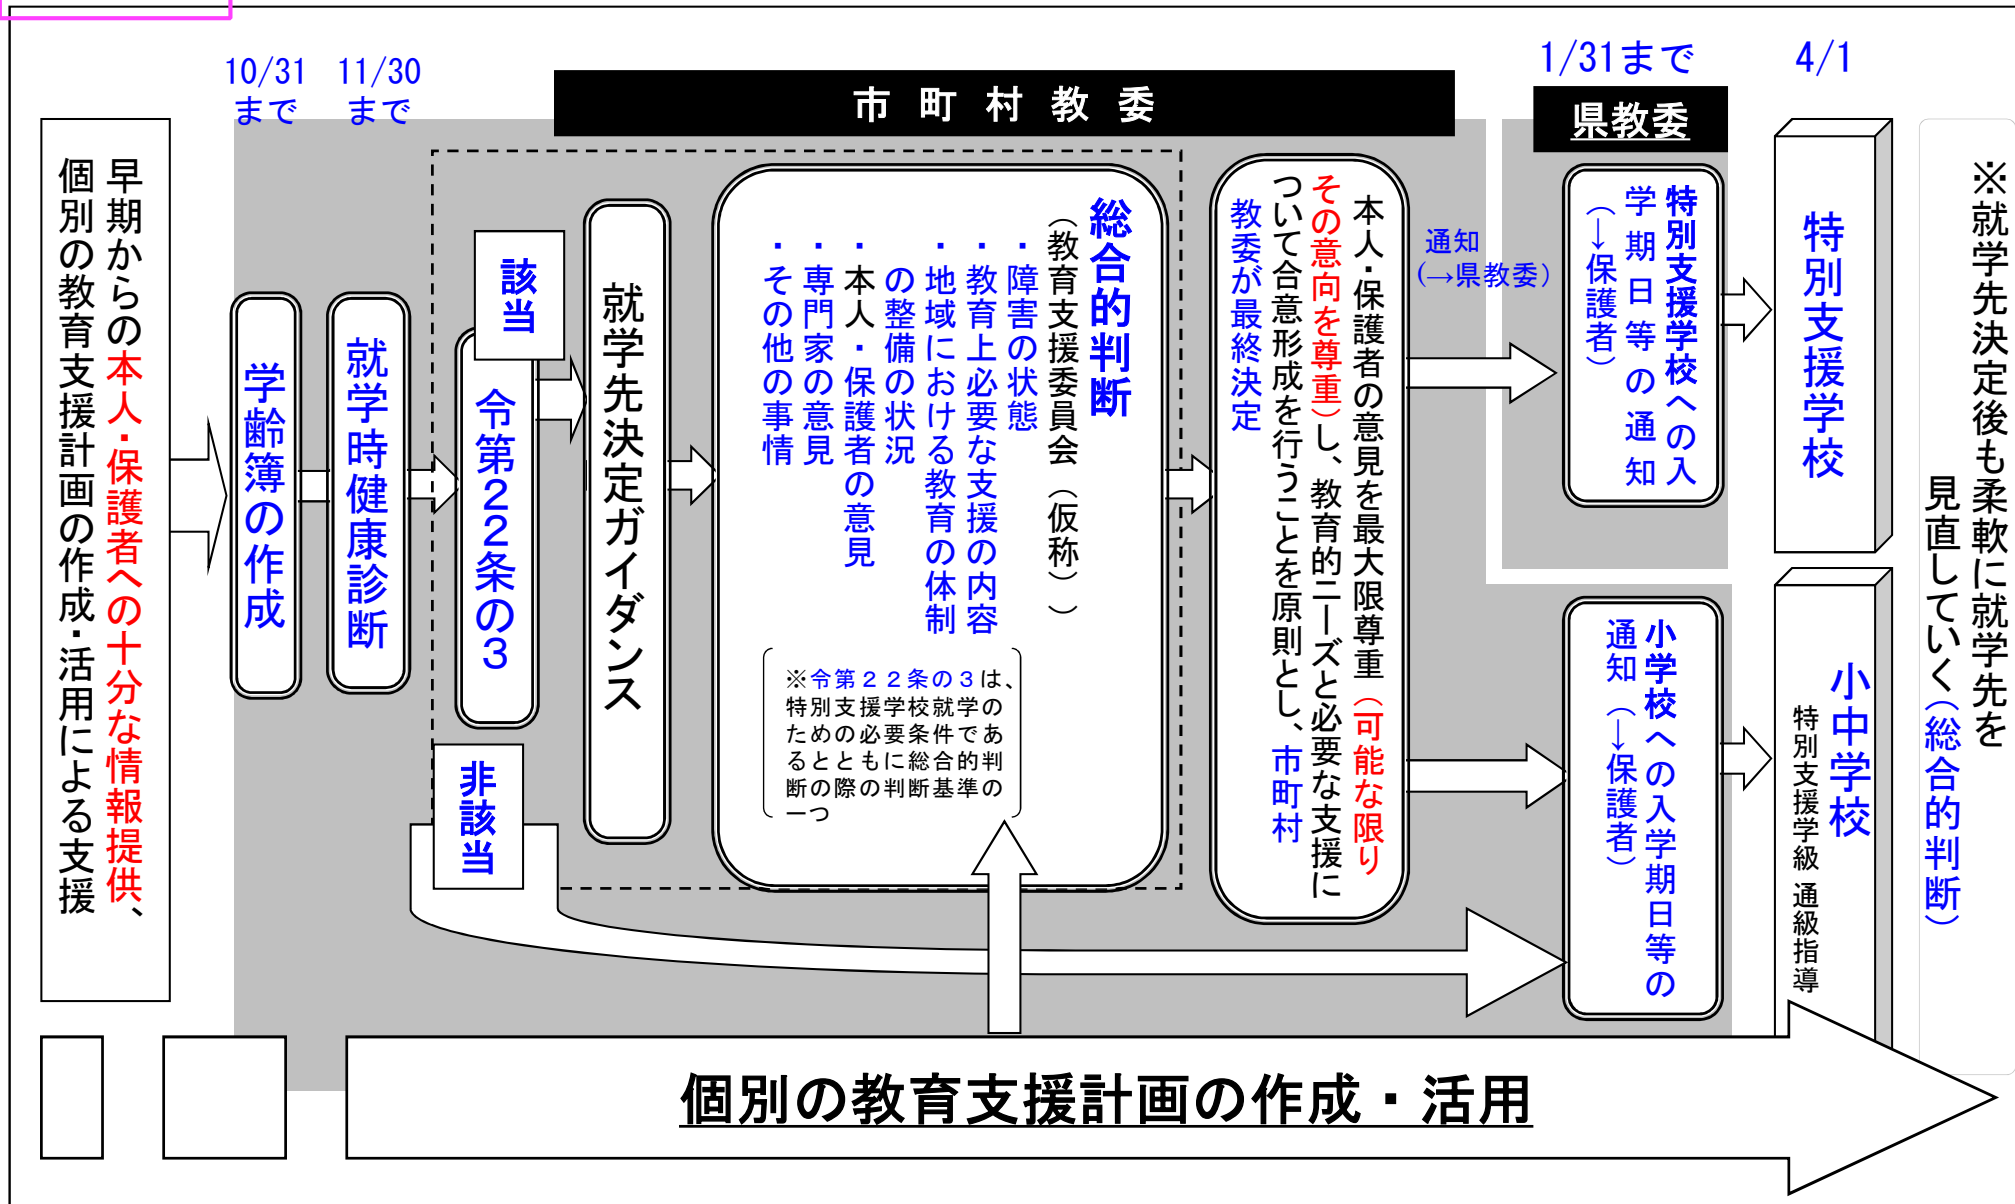 10/31
まで
11/30
まで
市町村教委
1/31まで
県教委
4/1
早期からの本人・保護者への十分な情報提供、
個別の教育支援計画の作成・活用による支援
学齢簿の作成
就学時健康診断
該当
令第22条の3
非該当
就学先決定ガイダンス
総合的判断
（教育支援委員会（仮称））
・障害の状態
・教育上必要な支援の内容
・地域における教育の体制
の整備の状況
・本人・保護者の意見
・専門家の意見
・その他の事情
※令第22条の3は、
特別支援学校就学の
ための必要条件であ
るとともに総合的判
断の際の判断基準の
一つ
本人・保護者の意見を最大限尊重（可能な限り
その意向を尊重）し、教育的ニーズと必要な支援に
ついて合意形成を行うことを原則とし、市町村
教委が最終決定
通知
（→県教委）
特別支援学校への入
学期日等の通知
（→保護者）
小学校への入学期日等の
通知（→保護者）
特別支援学校
小中学校
特別支援学級 通級指導
※就学先決定後も柔軟に就学先を
見直していく（総合的判断）
個別の教育支援計画の作成・活用